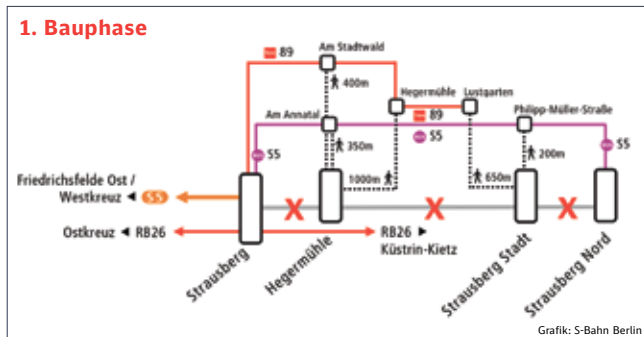 1. Bauphase
89
Am Stadtwald
400m
Hegermühle
Lustgarten
Am Annatal
89
Philipp-Müller-Straße
S5
S5
S5
350m
200m
1000m
650m
Friedrichsfelde Ost /
Westkreuz ◄ S5
Ostkreuz ◄ RB26
RB26 ►
Küstrin-Kietz
Strausberg
Hegermühle
Strausberg Stadt
Strausberg Nord
Grafik: S-Bahn Berlin